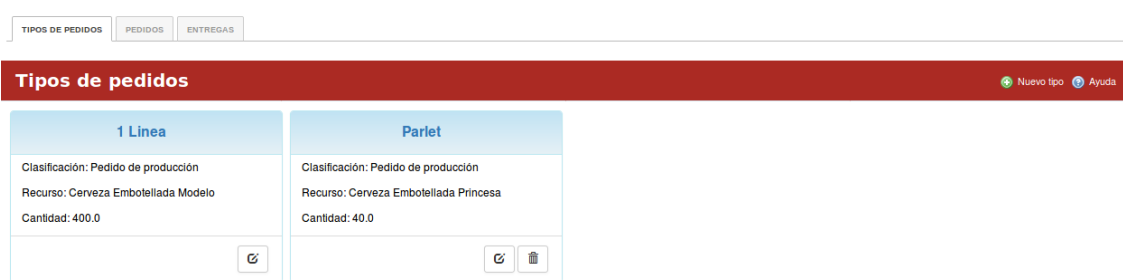 TIPOS DE PEDIDOS PEDIDOS ENTREGAS
Tipos de pedidos
Nuevo tipo Ayuda
1 Linea
Clasificación: Pedido de producción
Recurso: Cerveza Embotellada Modelo
Cantidad: 400.0
Parlet
Clasificación: Pedido de producción
Recurso: Cerveza Embotellada Princesa
Cantidad: 40.0